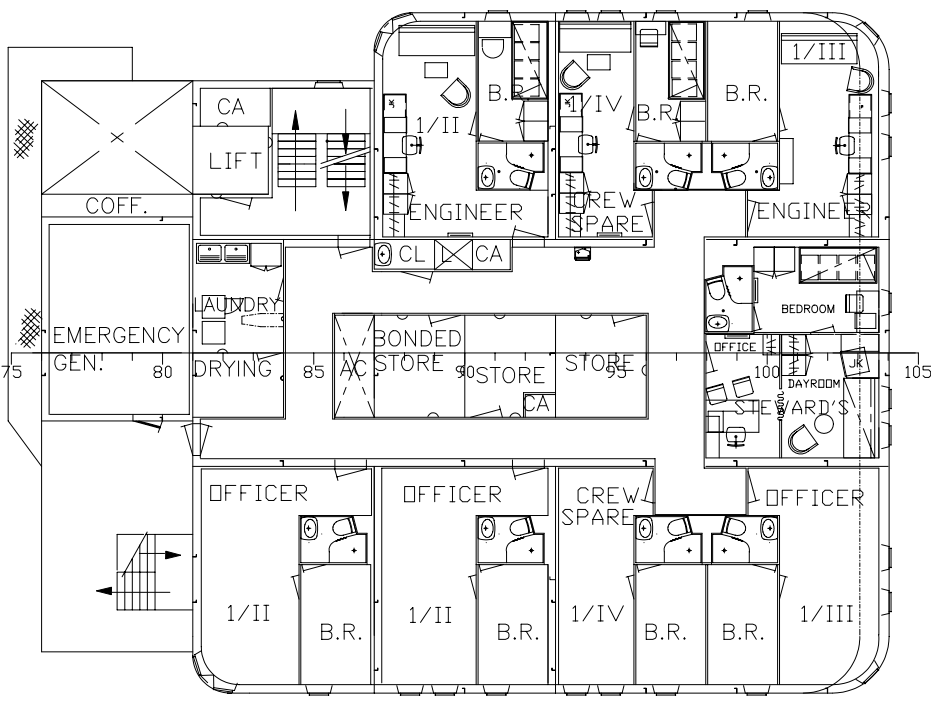 1/III
CA
1/II
B.R.
1/IV
B.R.
B.R.
LIFT
COFF.
ENGINEER
CREW
SPARE
ENGINEER
CL
CA
BEDROOM
LAUNDRY
EMERGENCY
GEN.
BONDED
STORE
OFFICE
75
80
DRYING
85
AC
90
STORE
95
STORE
100
JK
105
CA
DAYROOM
STEWARD'S
OFFICER
OFFICER
CREW
SPARE
OFFICER
1/II
B.R.
1/II
B.R.
1/IV
B.R.
B.R.
1/III